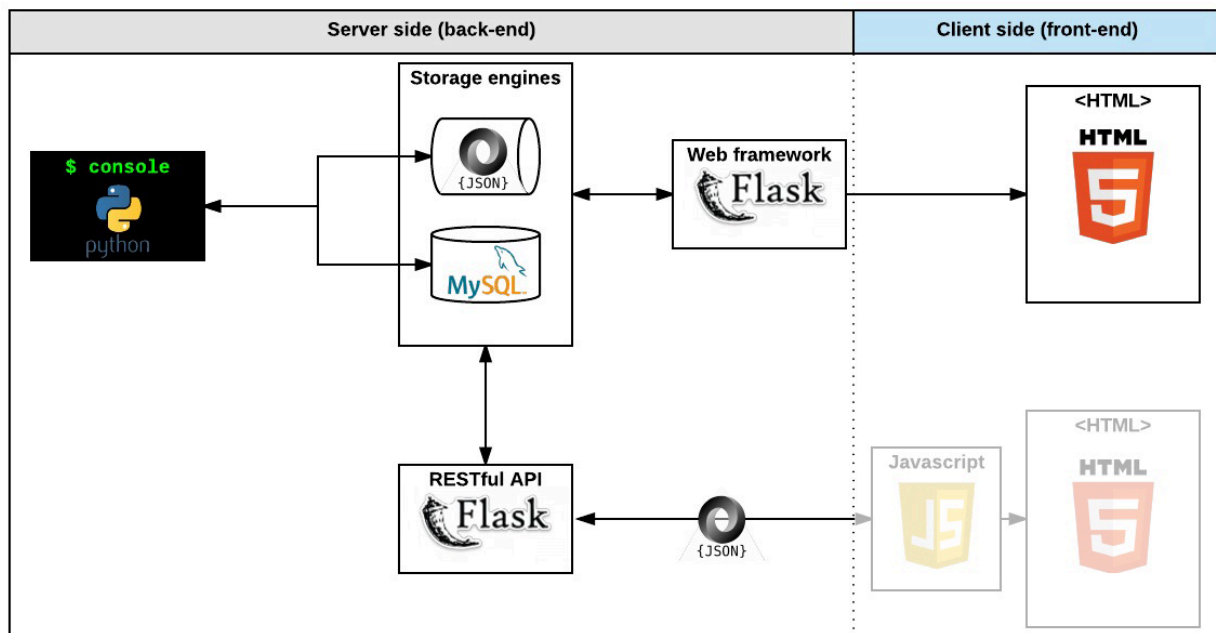 Server side (back-end)
Client side (front-end)
Storage engines
<HTML>
$ console
{JSON}
Web framework
HTML
Flask
5
python
MySQL
RESTful API
<HTML>
Javascript
HTML
Flask
{JSON}
JS
5